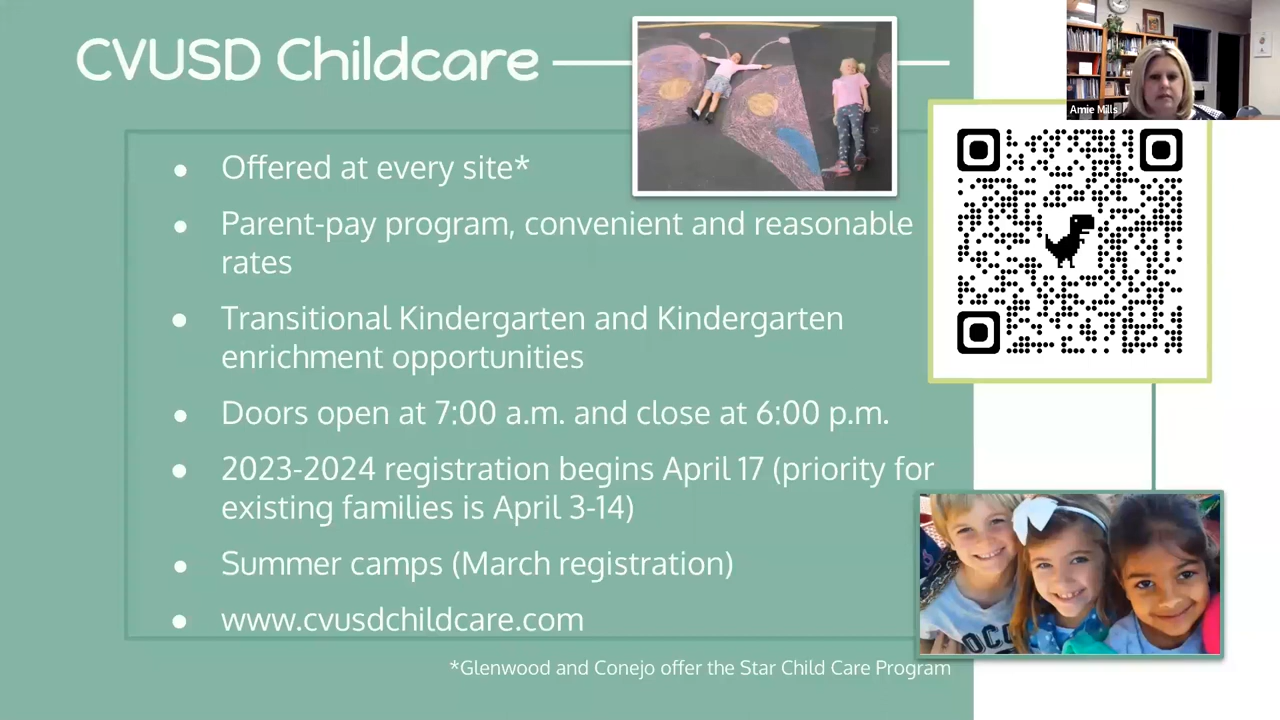 CVUSD Childcare
Amie Mills
● Offered at every site*
● Parent-pay program, convenient and reasonable
rates
● Transitional Kindergarten and Kindergarten
enrichment opportunities
● Doors open at 7:00 a.m. and close at 6:00 p.m.
● 2023-2024 registration begins April 17 (priority for
existing families is April 3-14)
● Summer camps (March registration)
● www.cvusdchildcare.com
*Glenwood and Conejo offer the Star Child Care Program